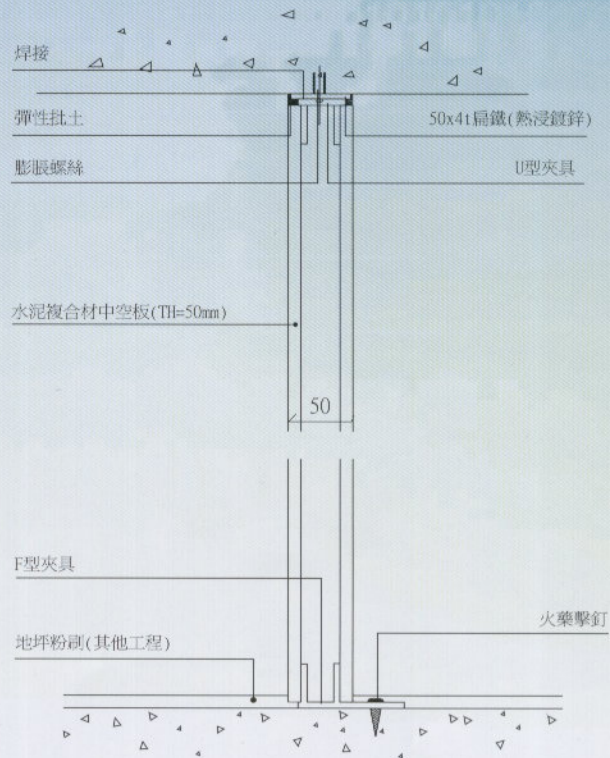 焊接
彈性批土
50x4t扁鐵(熱浸鍍鋅)
膨脹螺絲
U型夾具
水泥複合材中空板(TH=50mm)
50
F型夾具
火藥擊釘
地坪粉刷(其他工程)